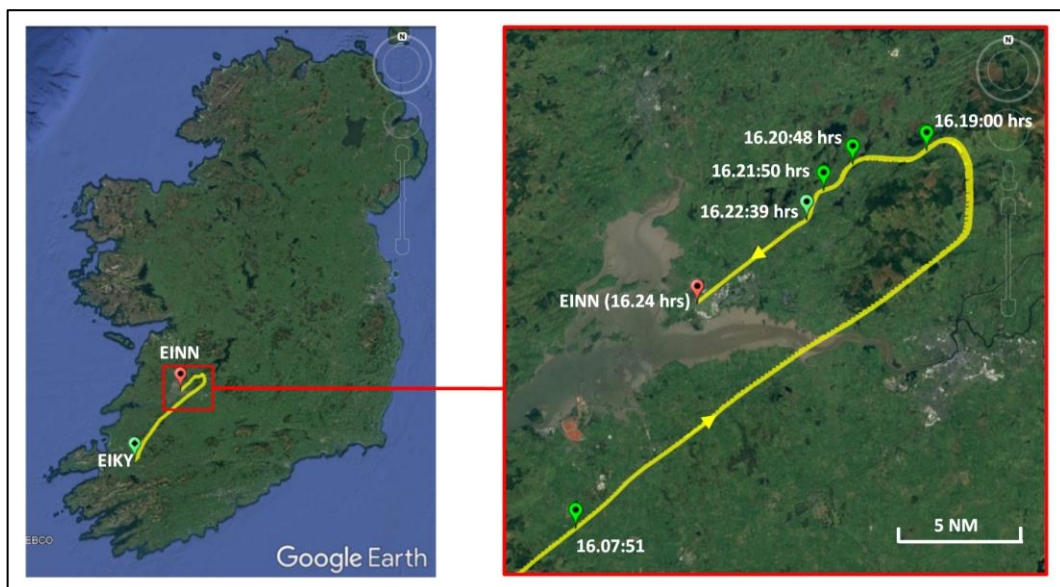 N
EINN
EIKY
EBCO
Google Earth
N
16.19:00 hrs
16.20:48 hrs
16.21:50 hrs
16.22:39 hrs
EINN (16.24 hrs)
16.07:51
5 NM